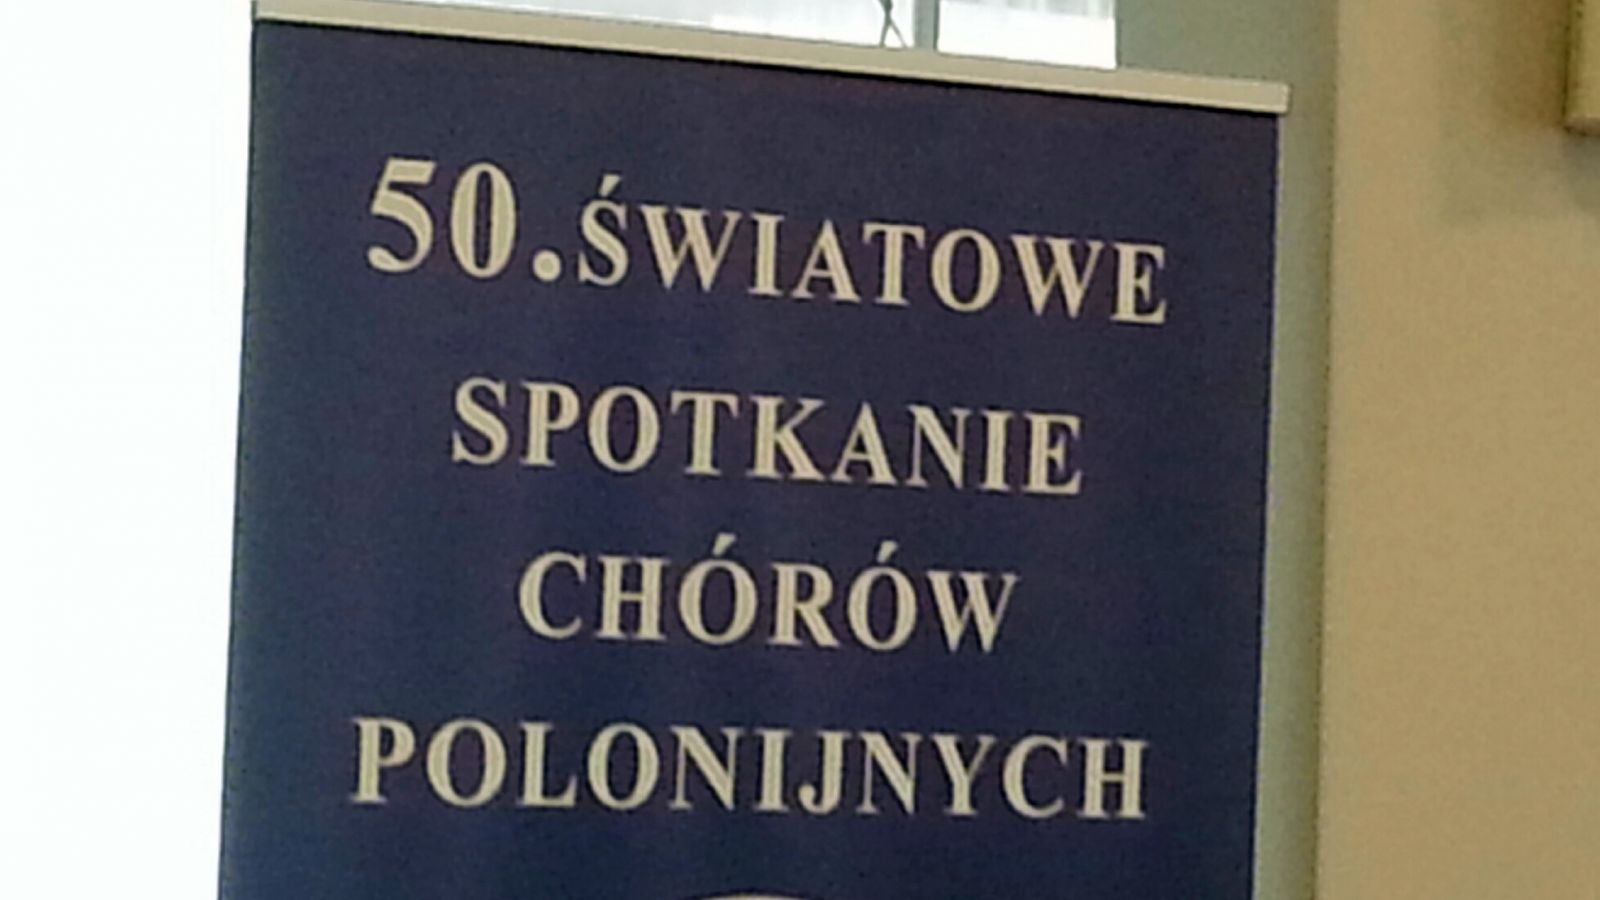 50. ŚWIATOWE
SPOTKANIE
CHÓRÓW
POLONIJNYCH